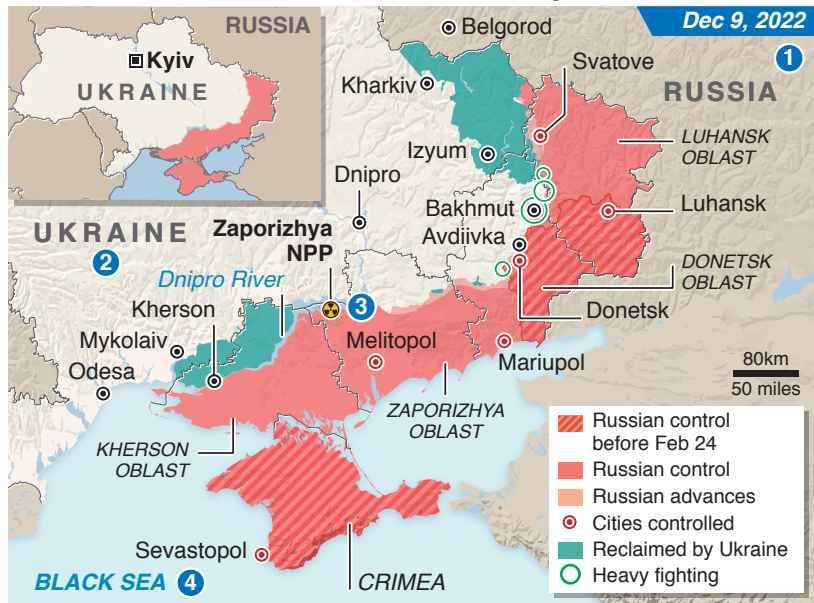 Dec 9, 2022
RUSSIA
Kyiv
UKRAINE
Belgorod
1
Svatove
Kharkiv
RUSSIA
LUHANSK
OBLAST
Izyum
Dnipro
Bakhmut
Luhansk
Avdiivka
UKRAINE
2
Zaporizhya
NPP
DONETSK
OBLAST
Dnipro River
Kherson
3
Donetsk
Mykolaiv
Melitopol
Mariupol
Odesa
80km
50 miles
ZAPORIZHYA
OBLAST
KHERSON
OBLAST
Russian control
before Feb 24
Russian control
Russian advances
Cities controlled
Reclaimed by Ukraine
Heavy fighting
Sevastopol
BLACK SEA 4
CRIMEA